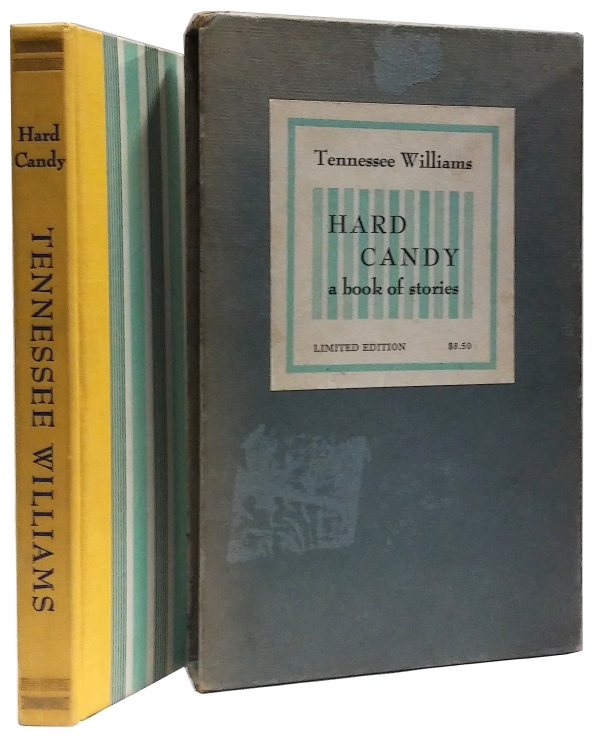 Hard
Candy
TENNESSEE WILLIAMS
Tennessee Williams
HARD
CANDY
a book of stories
LIMITED EDITION $8.50